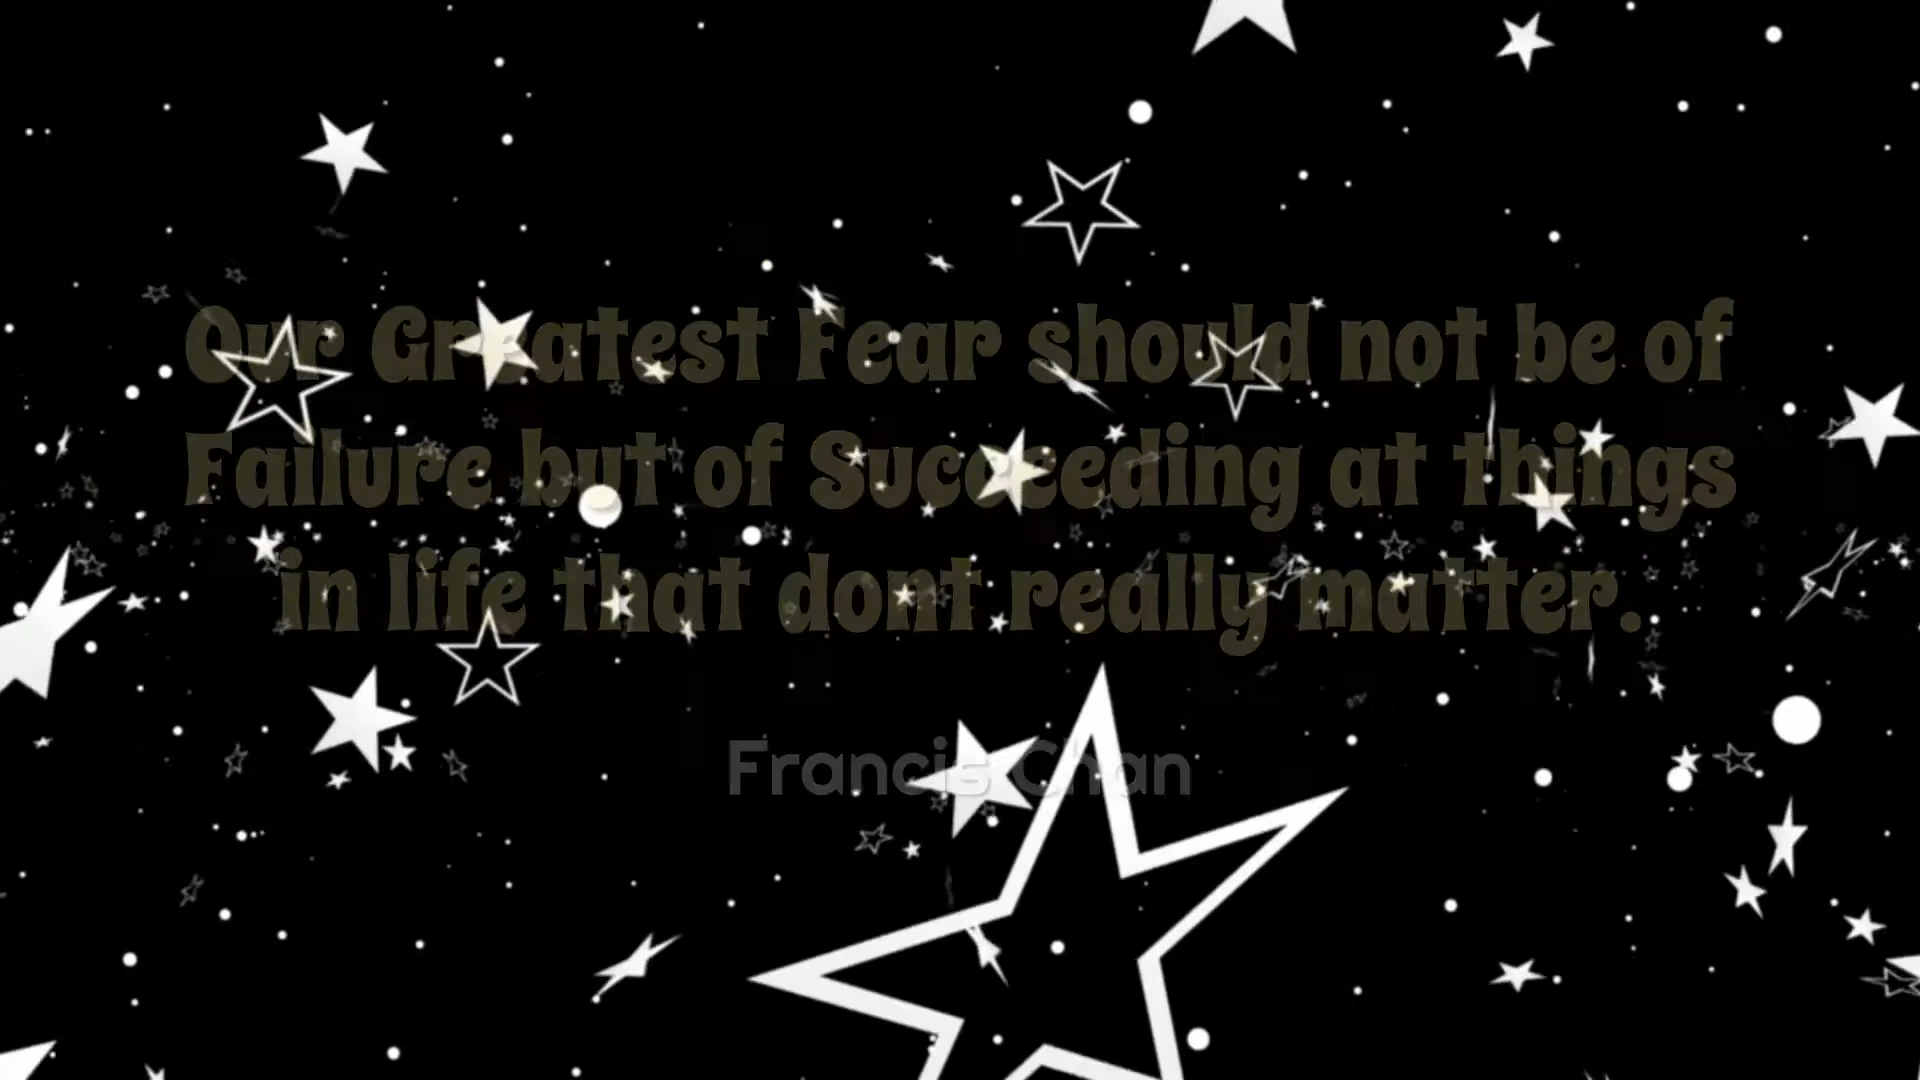 Our Greatest Fear should not be of
Failure but of Succeeding at things
in life that dont really matter.
Francis Chan